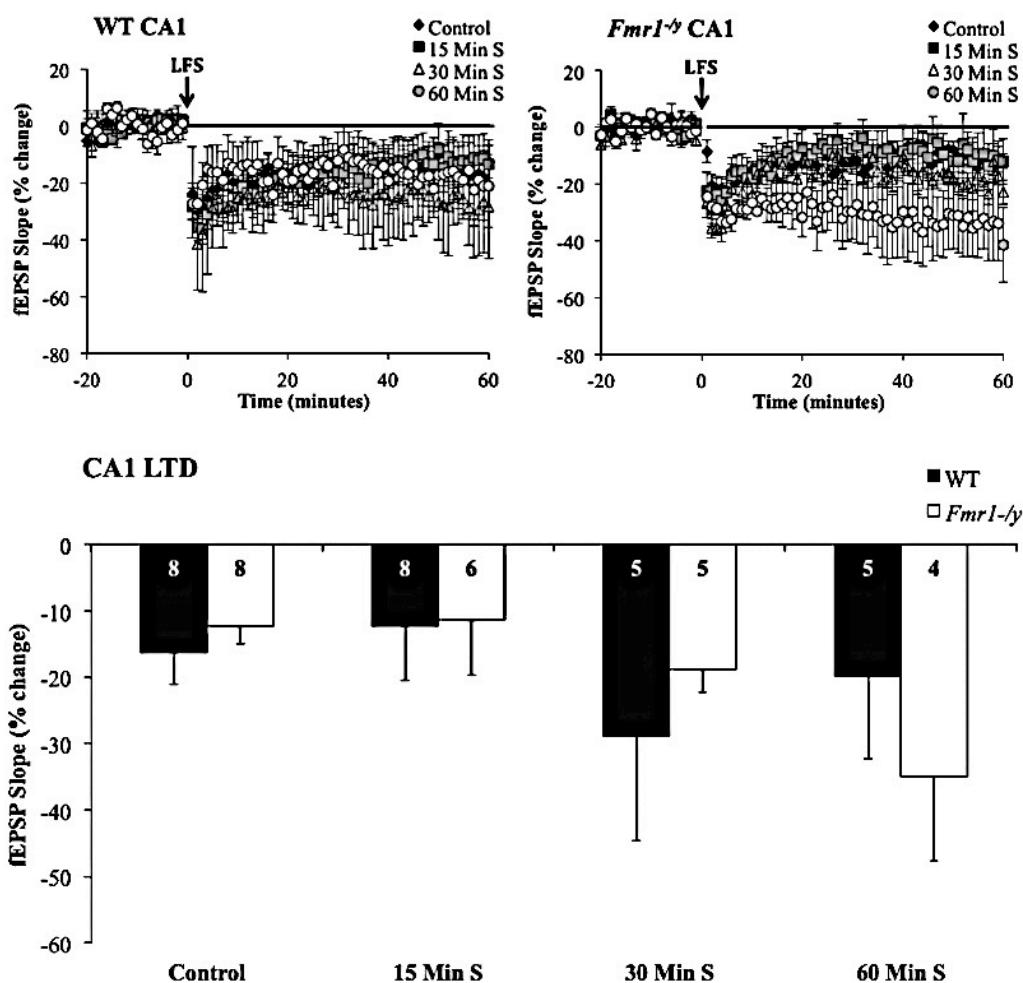 WT CA1
◆ Control
■ 15 Min S
△ 30 Min S
○ 60 Min S
LFS
fEPSP Slope (% change)
20
0
-20
-40
-60
-80
-20 0 20 40 60
Time (minutes)
Fmr1-/y CA1
◆ Control
■ 15 Min S
△ 30 Min S
○ 60 Min S
LFS
fEPSP Slope (% change)
20
0
-20
-40
-60
-80
-20 0 20 40 60
Time (minutes)
CA1 LTD
■ WT
□ Fmr1-/y
fEPSP Slope (% change)
0
-10
-20
-30
-40
-50
-60
8 8 8 6 5 5 5 4
Control 15 Min S 30 Min S 60 Min S